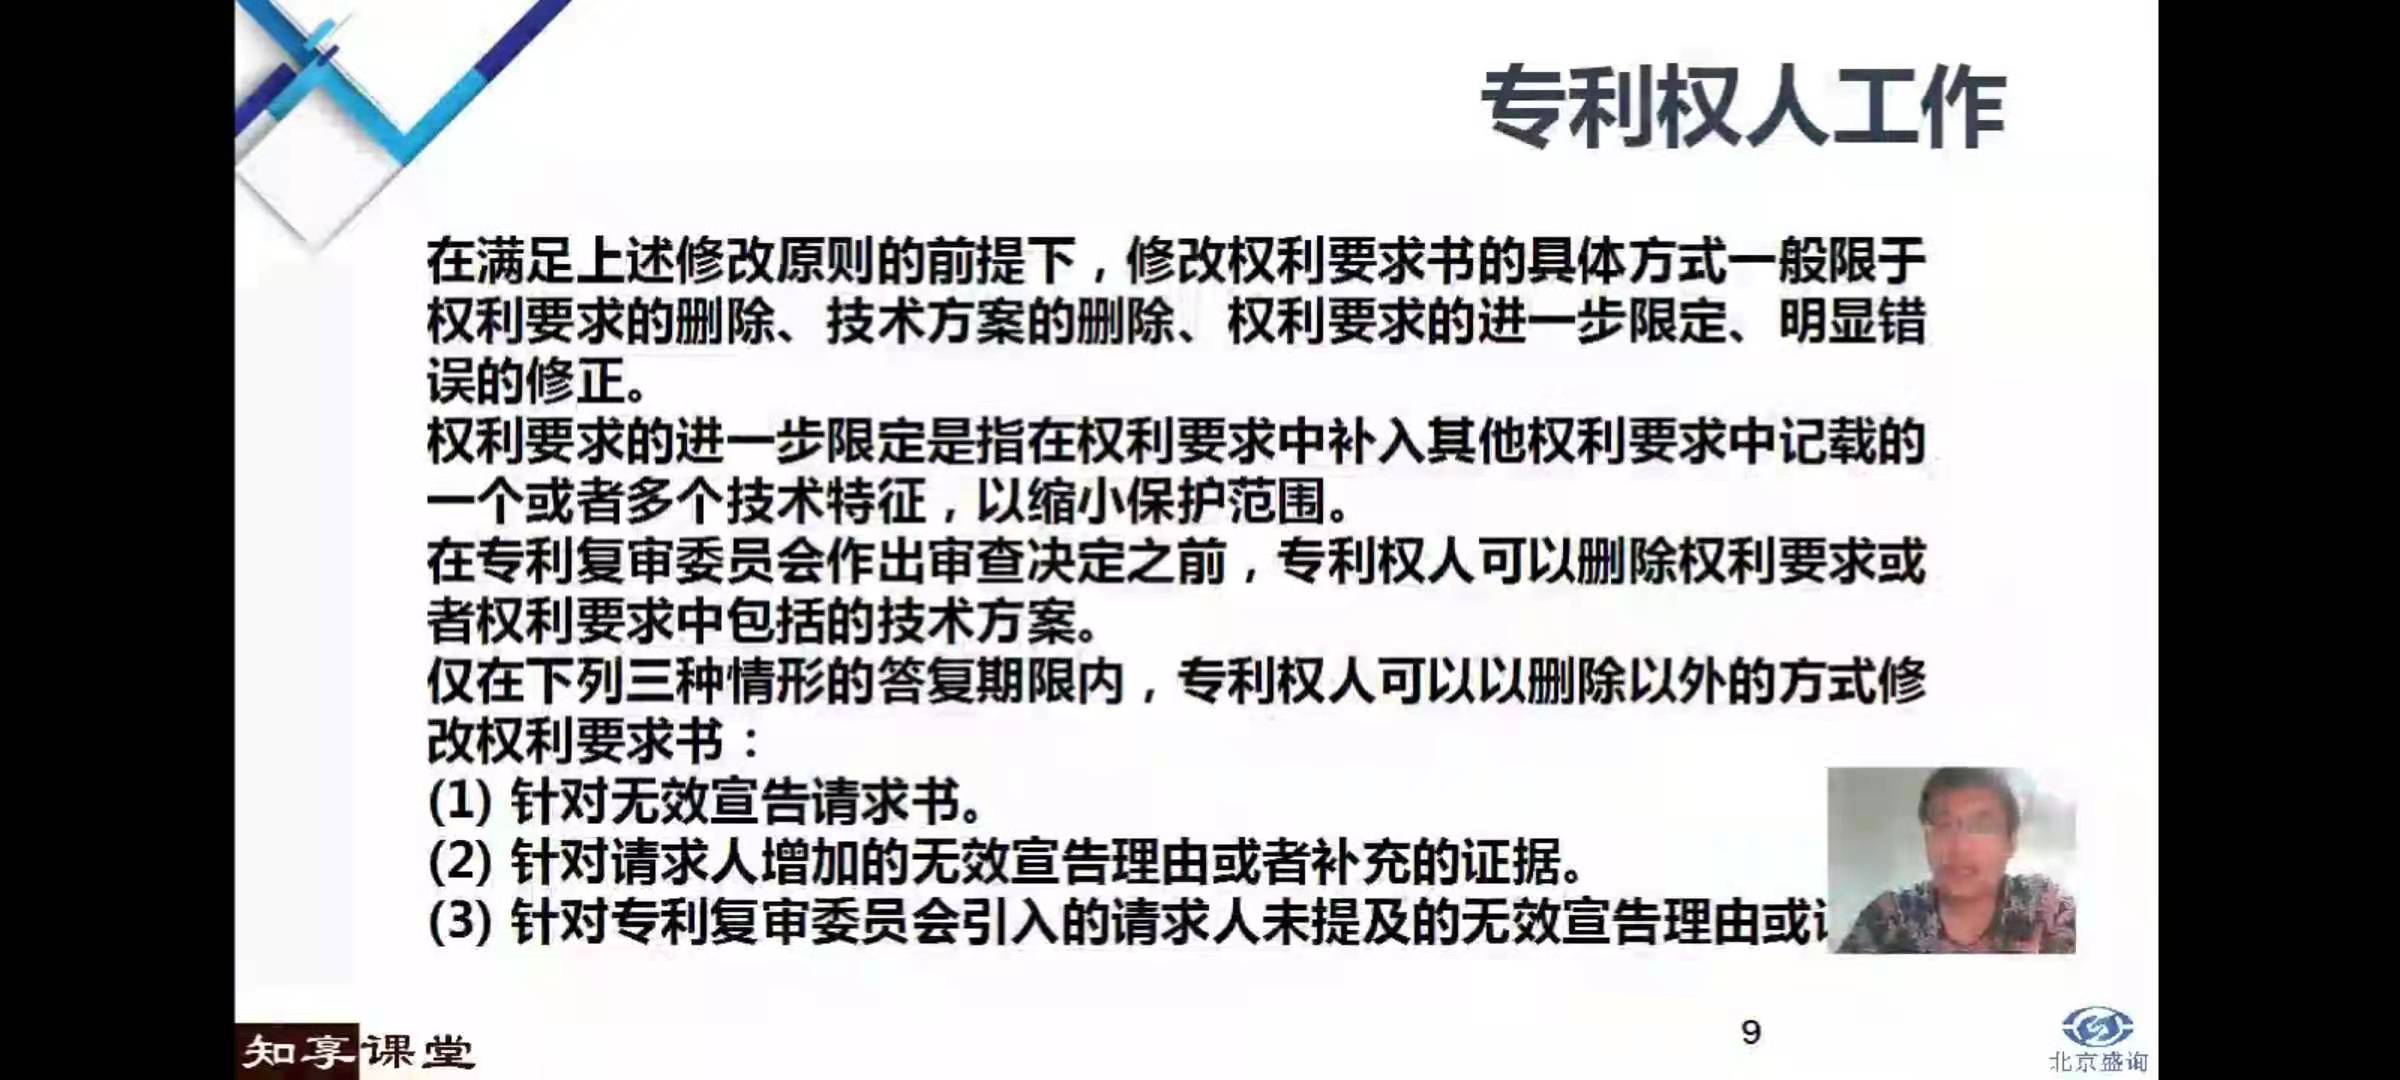 专利权人工作
在满足上述修改原则的前提下，修改权利要求书的具体方式一般限于
权利要求的删除、技术方案的删除、权利要求的进一步限定、明显错
误的修正。
权利要求的进一步限定是指在权利要求中补入其他权利要求中记载的
一个或者多个技术特征，以缩小保护范围。
在专利复审委员会作出审查决定之前，专利权人可以删除权利要求或
者权利要求中包括的技术方案。
仅在下列三种情形的答复期限内，专利权人可以以删除以外的方式修
改权利要求书：
(1) 针对无效宣告请求书。
(2) 针对请求人增加的无效宣告理由或者补充的证据。
(3) 针对专利复审委员会引入的请求人未提及的无效宣告理由或
知享课堂
9
北京盛询